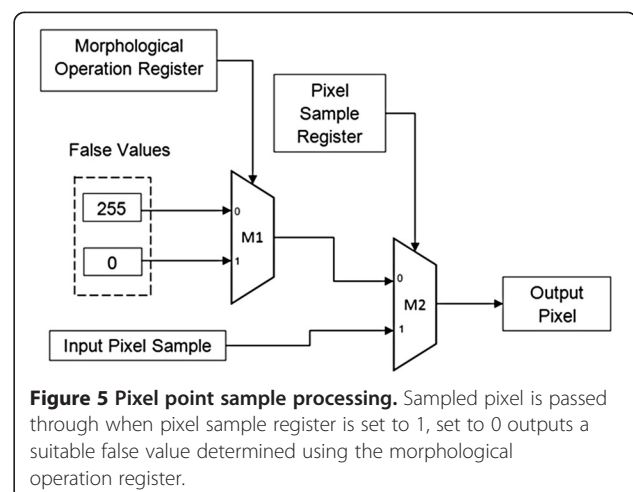 Morphological
Operation Register
Pixel
Sample
Register
False Values
255
0
0
1
M1
0
1
M2
Input Pixel Sample
Output
Pixel
Figure 5 Pixel point sample processing. Sampled pixel is passed
through when pixel sample register is set to 1, set to 0 outputs a
suitable false value determined using the morphological
operation register.